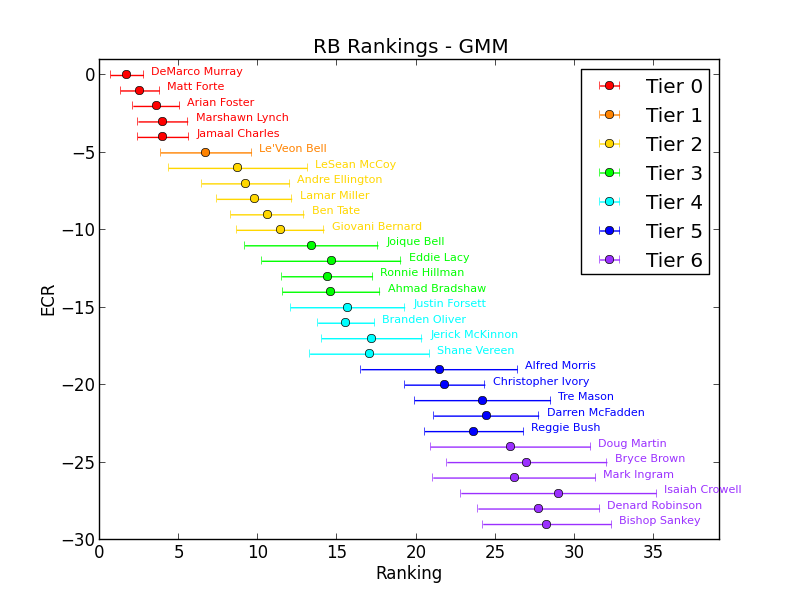 RB Rankings - GMM
0
−5
−10
−15
−20
−25
−30
ECR
DeMarco Murray
Matt Forte
Arian Foster
Marshawn Lynch
Jamaal Charles
Le'Veon Bell
LeSean McCoy
Andre Ellington
Lamar Miller
Ben Tate
Giovani Bernard
Joique Bell
Eddie Lacy
Ronnie Hillman
Ahmad Bradshaw
Justin Forsett
Branden Oliver
Jerick McKinnon
Shane Vereen
Alfred Morris
Christopher Ivory
Tre Mason
Darren McFadden
Reggie Bush
Doug Martin
Bryce Brown
Mark Ingram
Isaiah Crowell
Denard Robinson
Bishop Sankey
Tier 0
Tier 1
Tier 2
Tier 3
Tier 4
Tier 5
Tier 6
0 5 10 15 20 25 30 35
Ranking